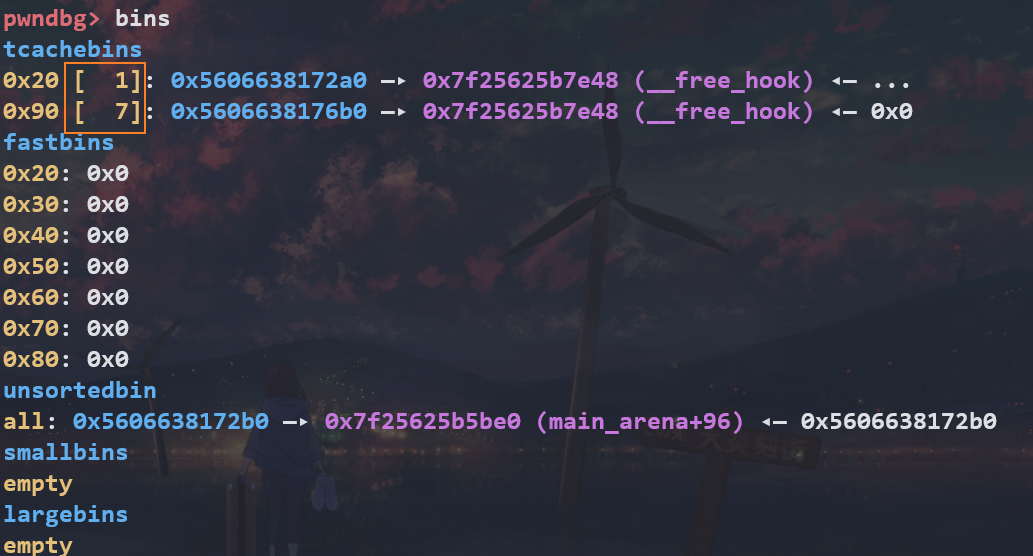 pwndbg> bins
tcachebins
0x20 [  1]: 0x5606638172a0 —▸ 0x7f25625b7e48 (__free_hook) ◂— ...
0x90 [  7]: 0x5606638176b0 —▸ 0x7f25625b7e48 (__free_hook) ◂— 0x0
fastbins
0x20: 0x0
0x30: 0x0
0x40: 0x0
0x50: 0x0
0x60: 0x0
0x70: 0x0
0x80: 0x0
unsortedbin
all: 0x5606638172b0 —▸ 0x7f25625b5be0 (main_arena+96) ◂— 0x5606638172b0
smallbins
empty
largebins
empty